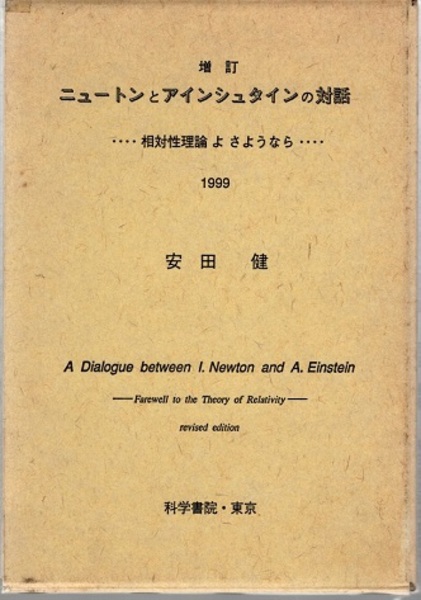 増訂
ニュートンとアインシュタインの対話
‥‥相対性理論よさようなら‥‥
1999
安田 健
A Dialogue between I. Newton and A. Einstein
——Farewell to the Theory of Relativity——
revised edition
科学書院・東京